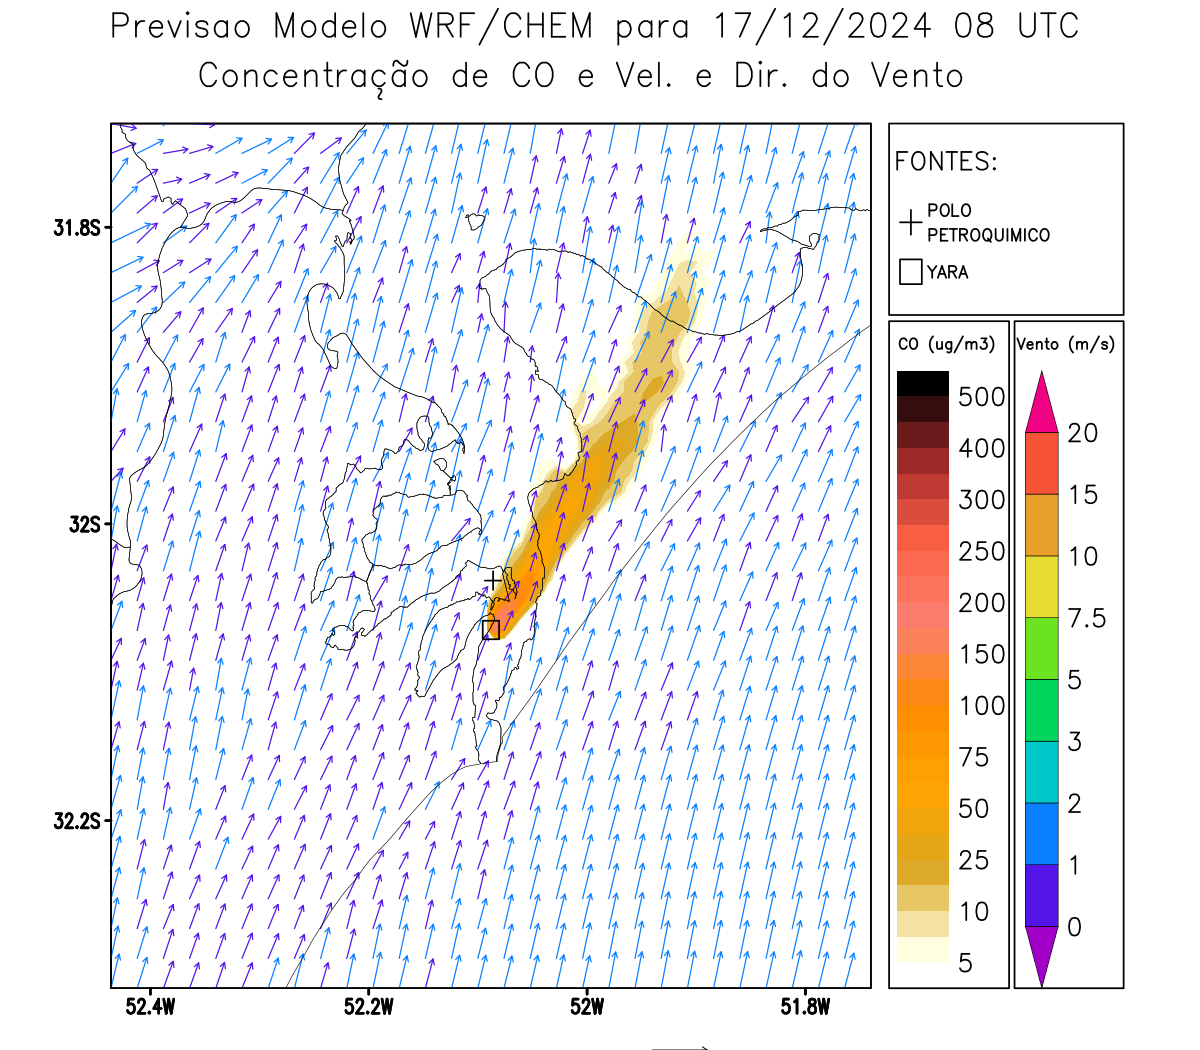 Previsao Modelo WRF/CHEM para 17/12/2024 08 UTC
Concentração de CO e Vel. e Dir. do Vento
FONTES:
POLO
PETROQUIMICO
YARA
CO (ug/m3)
500
400
300
250
200
150
100
75
50
25
10
5
Vento (m/s)
20
15
10
7.5
5
3
2
1
0
31.8S
32S
32.2S
52.4W
52.2W
52W
51.8W